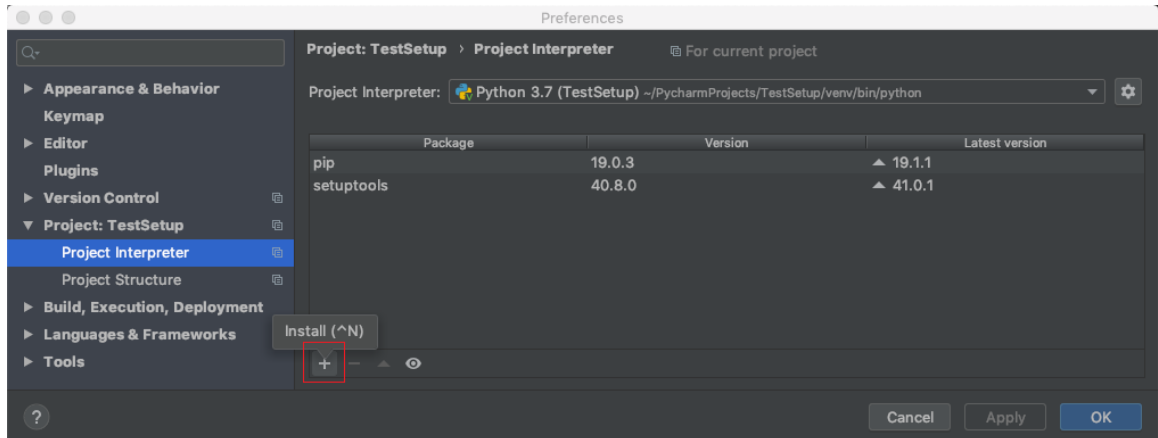 Preferences
Project: TestSetup › Project Interpreter For current project
Appearance & Behavior
Keymap
Editor
Plugins
Version Control
Project: TestSetup
Project Interpreter
Project Structure
Build, Execution, Deployment
Languages & Frameworks
Tools
Project Interpreter: Python 3.7 (TestSetup) ~/PycharmProjects/TestSetup/venv/bin/python
Package Version Latest version
pip 19.0.3 19.1.1
setuptools 40.8.0 41.0.1
Install (^N)
? Cancel Apply OK